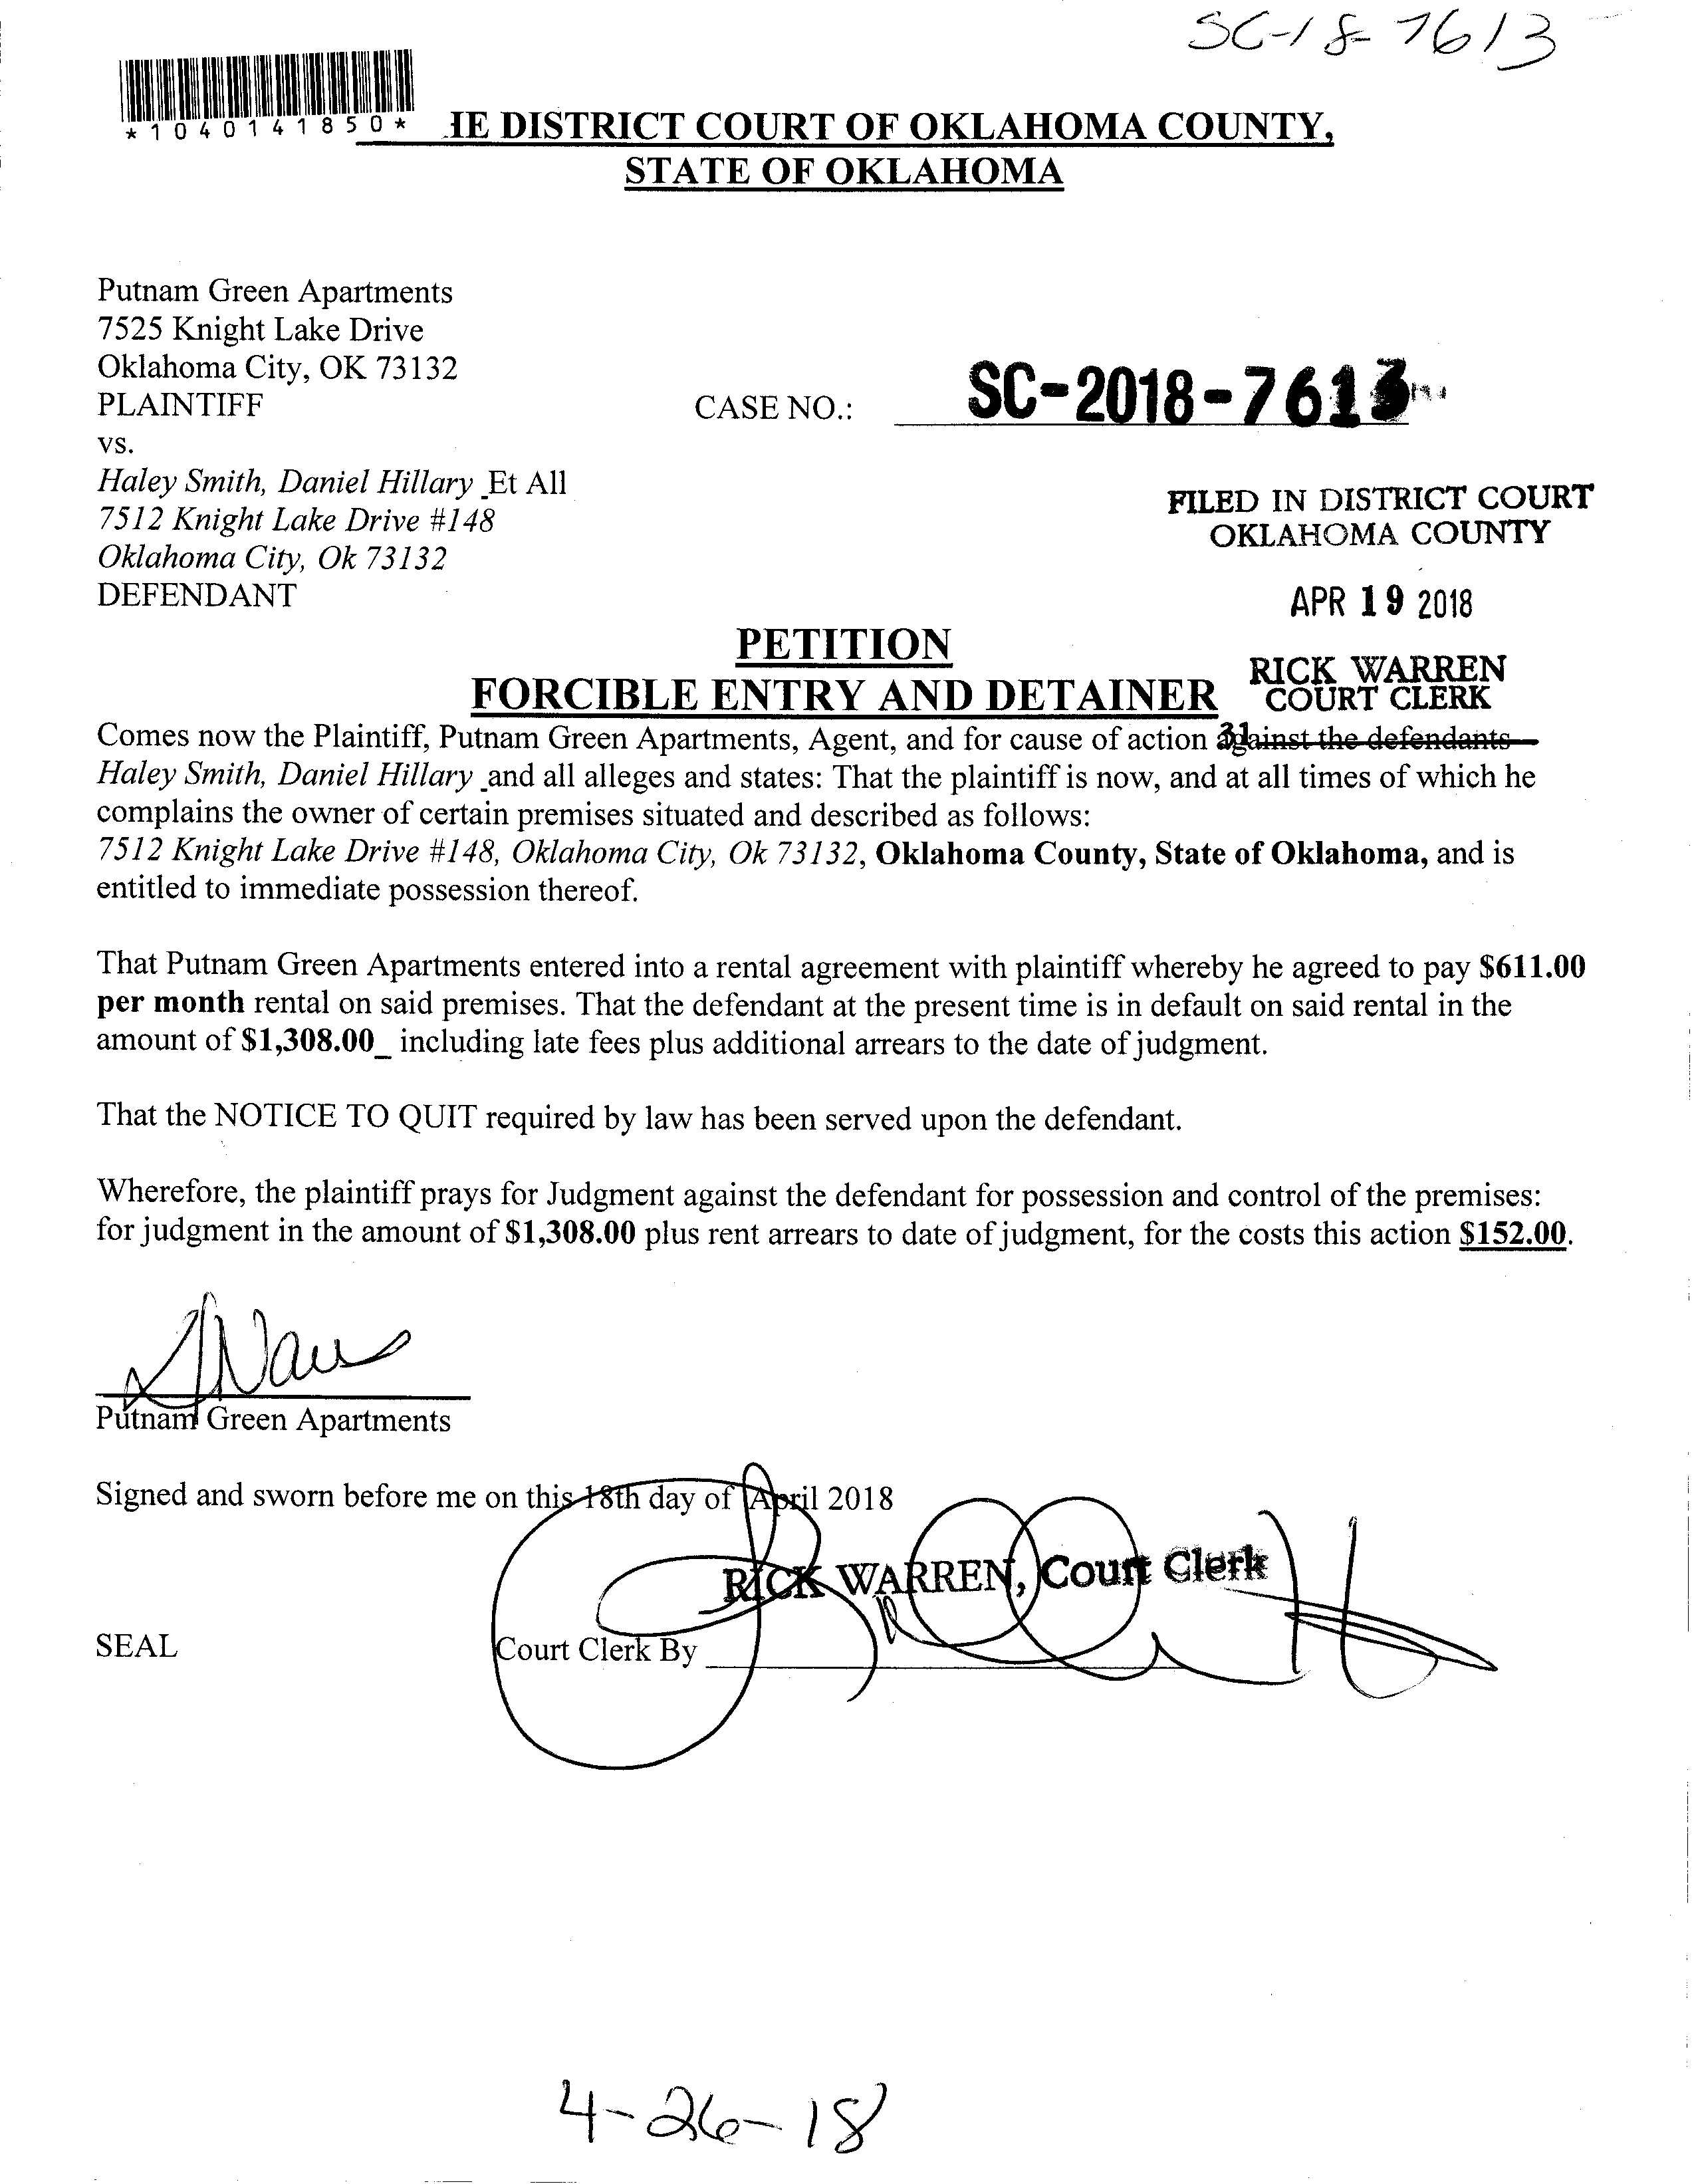 SC-18-7613
*1040141850*
IE DISTRICT COURT OF OKLAHOMA COUNTY,
STATE OF OKLAHOMA
Putnam Green Apartments
7525 Knight Lake Drive
Oklahoma City, OK 73132
PLAINTIFF
CASE NO.: SC-2018-7613
vs.
Haley Smith, Daniel Hillary Et All
7512 Knight Lake Drive #148
Oklahoma City, Ok 73132
DEFENDANT
FILED IN DISTRICT COURT
OKLAHOMA COUNTY
APR 19 2018
RICK WARREN
COURT CLERK
31
PETITION
FORCIBLE ENTRY AND DETAINER
Comes now the Plaintiff, Putnam Green Apartments, Agent, and for cause of action against the defendants
Haley Smith, Daniel Hillary and all alleges and states: That the plaintiff is now, and at all times of which he
complains the owner of certain premises situated and described as follows:
7512 Knight Lake Drive #148, Oklahoma City, Ok 73132, Oklahoma County, State of Oklahoma, and is
entitled to immediate possession thereof.
That Putnam Green Apartments entered into a rental agreement with plaintiff whereby he agreed to pay $611.00
per month rental on said premises. That the defendant at the present time is in default on said rental in the
amount of $1,308.00_ including late fees plus additional arrears to the date of judgment.
That the NOTICE TO QUIT required by law has been served upon the defendant.
Wherefore, the plaintiff prays for Judgment against the defendant for possession and control of the premises:
for judgment in the amount of $1,308.00 plus rent arrears to date of judgment, for the costs this action $152.00.
Putnam Green Apartments
Signed and sworn before me on this 18th day of April 2018
RICK WARREN, Court Clerk
SEAL
Court Clerk By
4-26-18